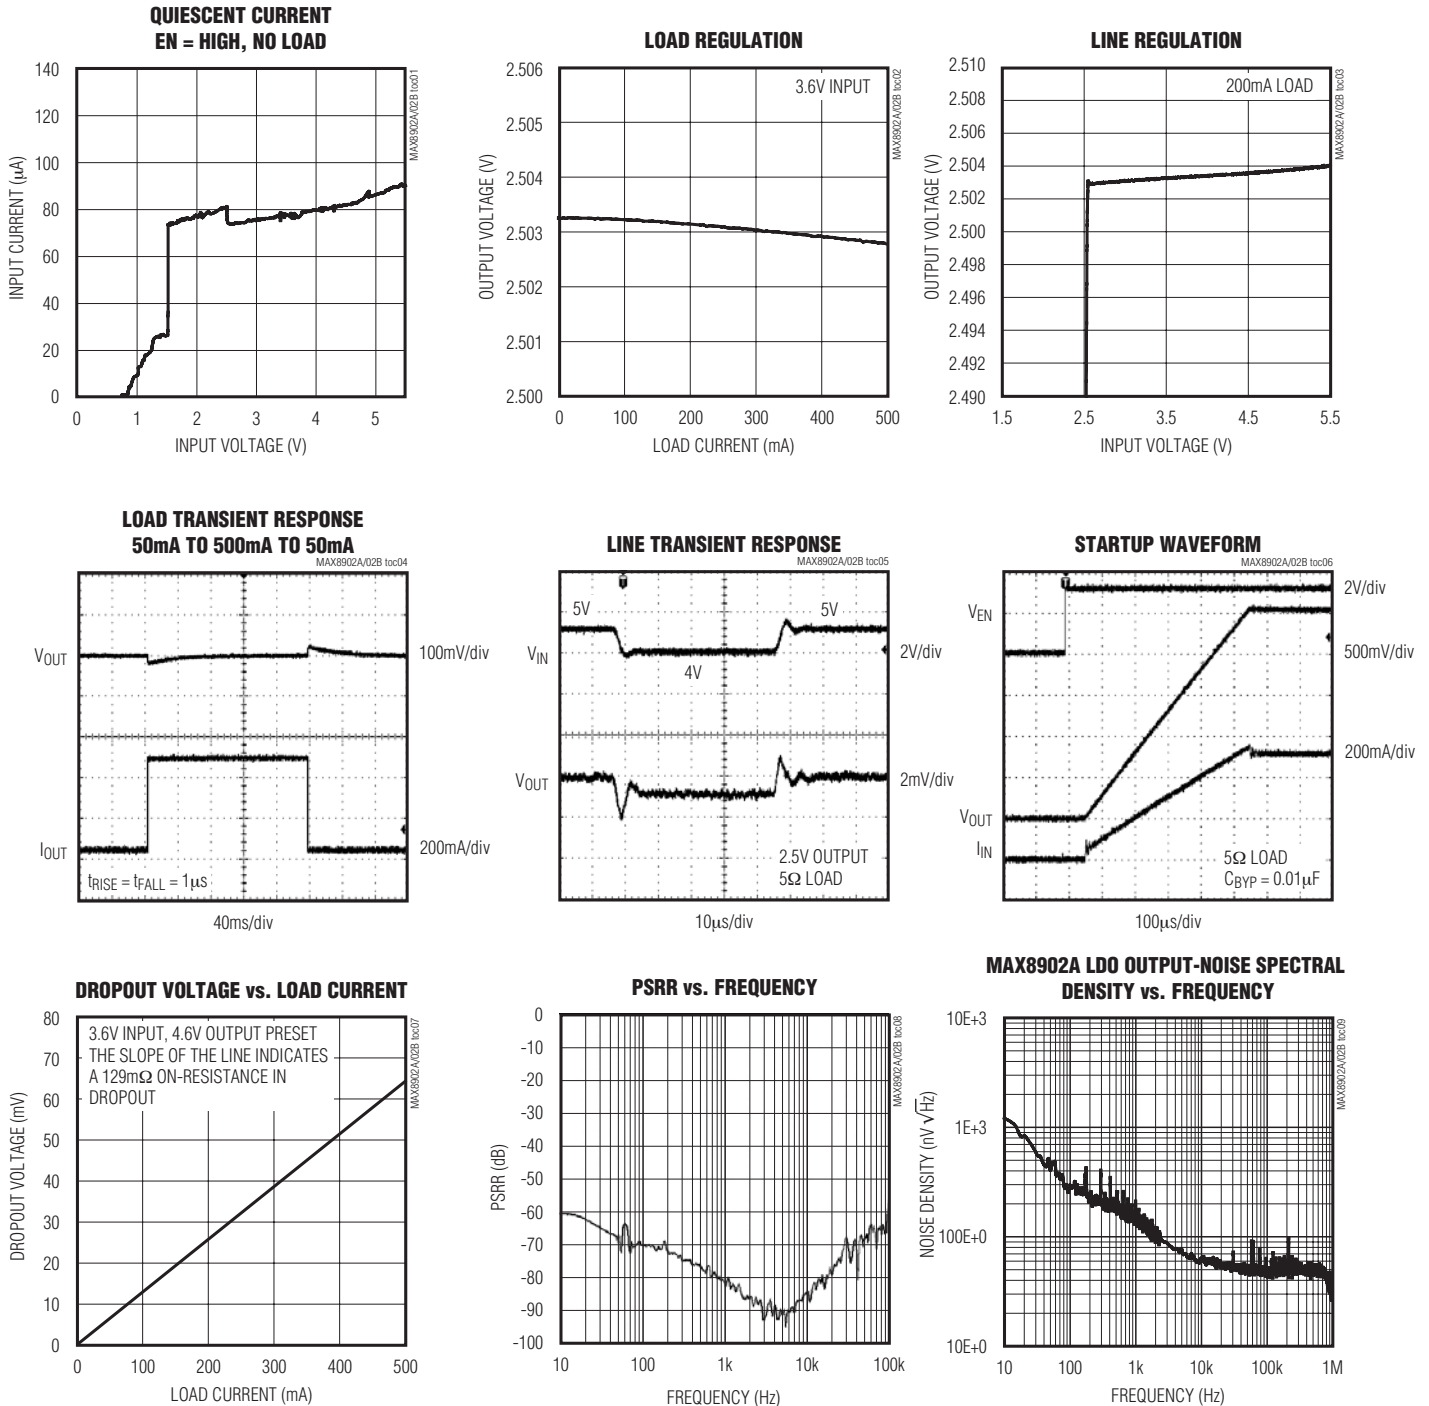 QUIESCENT CURRENT
EN = HIGH, NO LOAD
MAX8902A/02B toc01
INPUT CURRENT (µA)
140
120
100
80
60
40
20
0
0 1 2 3 4 5
INPUT VOLTAGE (V)
LOAD REGULATION
MAX8902A/02B toc02
3.6V INPUT
OUTPUT VOLTAGE (V)
2.506
2.505
2.504
2.503
2.502
2.501
2.500
0 100 200 300 400 500
LOAD CURRENT (mA)
LINE REGULATION
MAX8902A/02B toc03
200mA LOAD
OUTPUT VOLTAGE (V)
2.510
2.508
2.506
2.504
2.502
2.500
2.498
2.496
2.494
2.492
2.490
1.5 2.5 3.5 4.5 5.5
INPUT VOLTAGE (V)
LOAD TRANSIENT RESPONSE
50mA TO 500mA TO 50mA
MAX8902A/02B toc04
VOUT
100mV/div
IOUT
200mA/div
tRISE = tFALL = 1µs
40ms/div
LINE TRANSIENT RESPONSE
MAX8902A/02B toc05
5V
5V
VIN
2V/div
4V
VOUT
2mV/div
2.5V OUTPUT
5Ω LOAD
10µs/div
STARTUP WAVEFORM
MAX8902A/02B toc06
2V/div
VEN
500mV/div
200mA/div
VOUT
IIN
5Ω LOAD
CBYP = 0.01µF
100µs/div
DROPOUT VOLTAGE vs. LOAD CURRENT
MAX8902A/02B toc07
3.6V INPUT, 4.6V OUTPUT PRESET
THE SLOPE OF THE LINE INDICATES
A 129mΩ ON-RESISTANCE IN
DROPOUT
DROPOUT VOLTAGE (mV)
80
70
60
50
40
30
20
10
0
0 100 200 300 400 500
LOAD CURRENT (mA)
PSRR vs. FREQUENCY
MAX8902A/02B toc08
PSRR (dB)
0
-10
-20
-30
-40
-50
-60
-70
-80
-90
-100
10 100 1k 10k 100k
FREQUENCY (Hz)
MAX8902A LDO OUTPUT-NOISE SPECTRAL
DENSITY vs. FREQUENCY
MAX8902A/02B toc09
NOISE DENSITY (nV √Hz)
10E+3
1E+3
100E+0
10E+0
10 100 1k 10k 100k 1M
FREQUENCY (Hz)